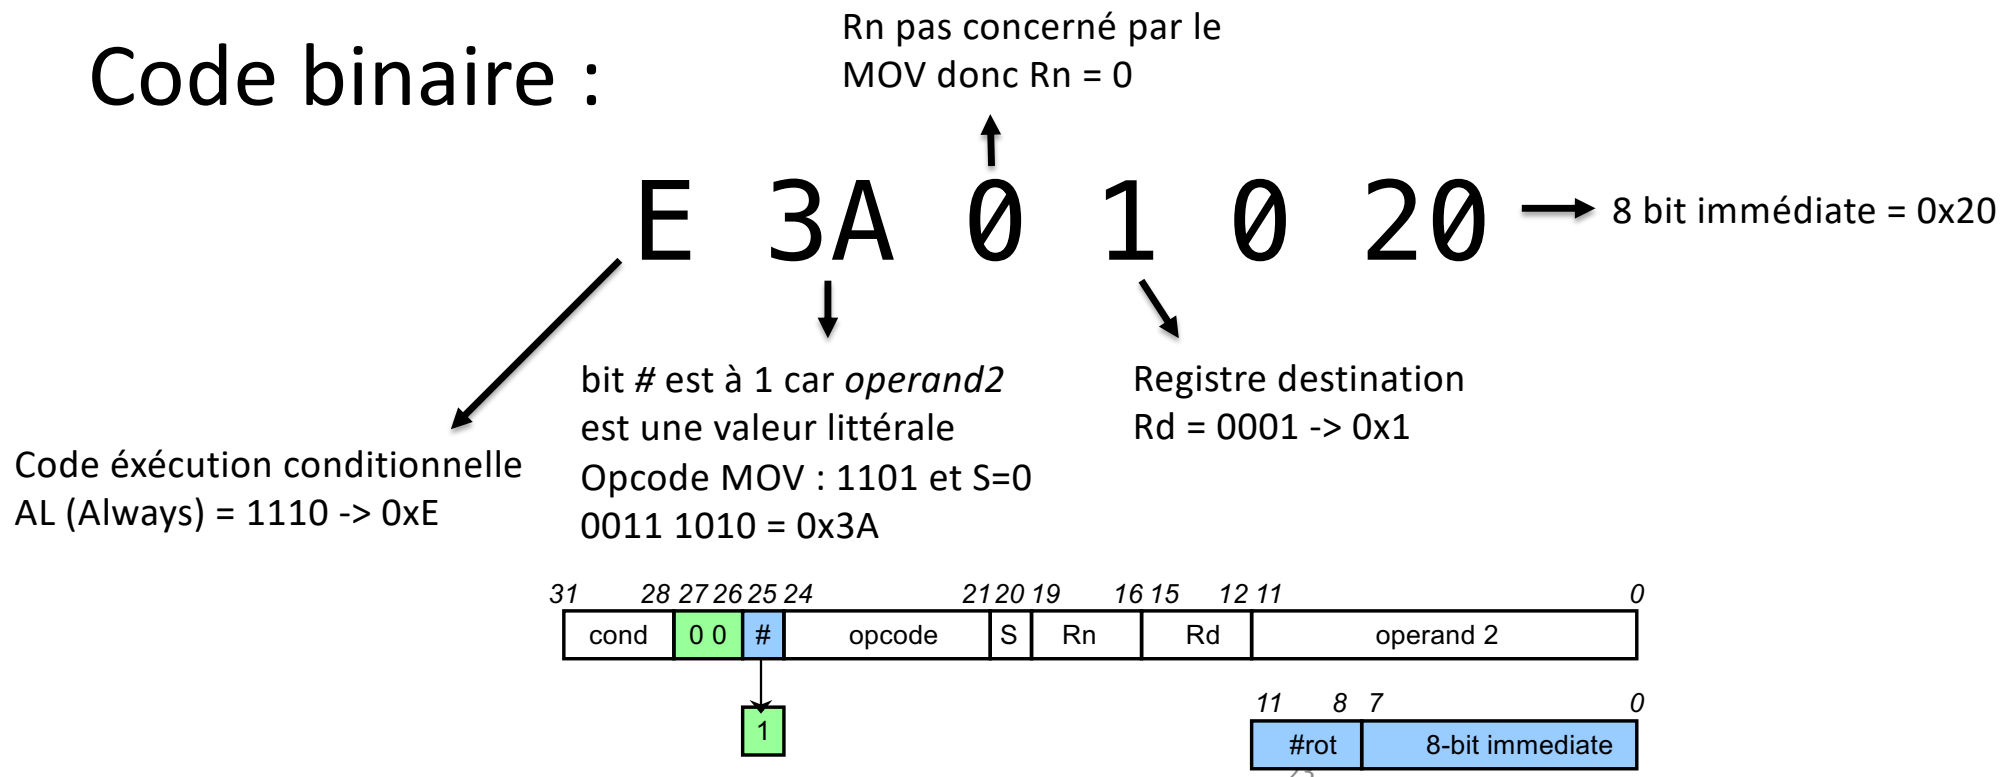 Code binaire :
Rn pas concerné par le
MOV donc Rn = 0
E 3A 0 1 0 20
8 bit immédiate = 0x20
bit # est à 1 car operand2
est une valeur littérale
Opcode MOV : 1101 et S=0
0011 1010 = 0x3A
Registre destination
Rd = 0001 -> 0x1
Code éxécution conditionnelle
AL (Always) = 1110 -> 0xE
31 28 27 26 25 24 21 20 19 16 15 12 11 0
cond 0 0 # opcode S Rn Rd operand 2
11 8 7 0
1 #rot 8-bit immediate